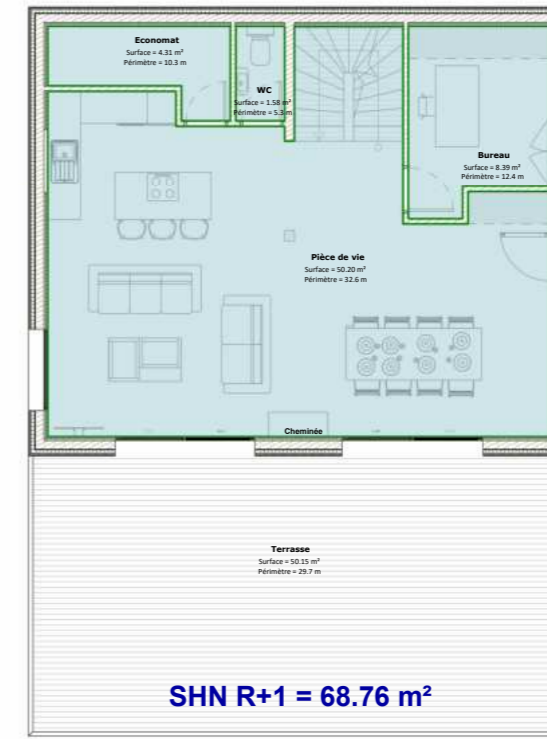 Economat
Surface = 4.31 m²
Périmètre = 10.3 m
WC
Surface = 1.58 m²
Périmètre = 5.3 m
Bureau
Surface = 8.39 m²
Périmètre = 12.4 m
Pièce de vie
Surface = 50.20 m²
Périmètre = 32.6 m
Cheminée
Terrasse
Surface = 50.15 m²
Périmètre = 29.7 m
SHN R+1 = 68.76 m²